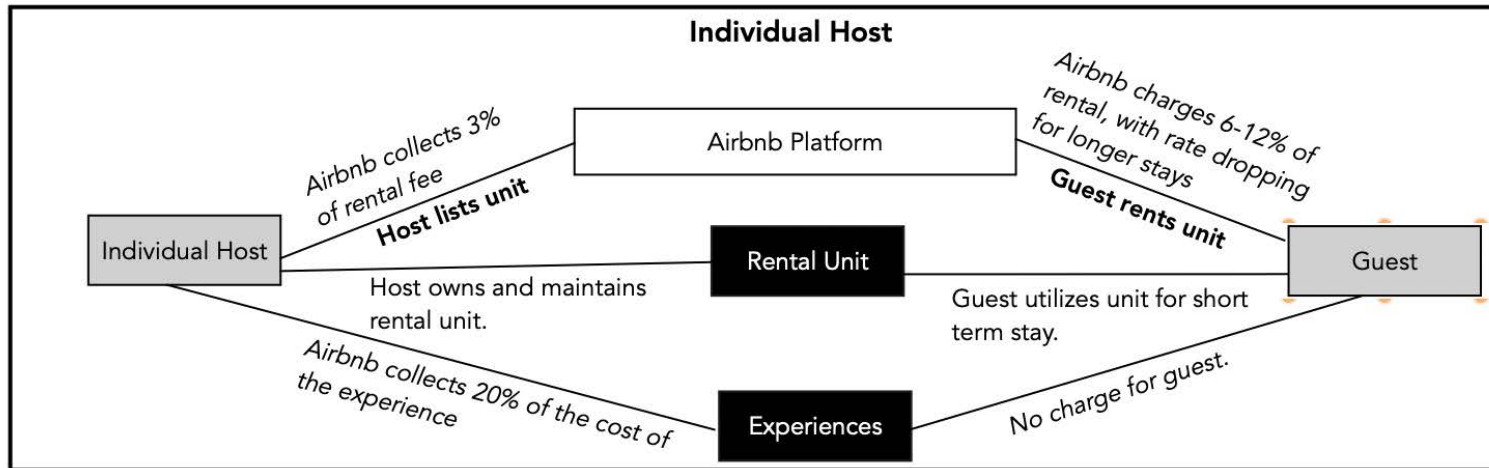 Individual Host
Airbnb collects 3%
of rental fee
Host lists unit
Airbnb Platform
Airbnb charges 6-12% of
rental, with rate dropping
for longer stays
Guest rents unit
Individual Host
Rental Unit
Guest
Host owns and maintains
rental unit.
Guest utilizes unit for short
term stay.
Airbnb collects 20% of the cost of
the experience
Experiences
No charge for guest.